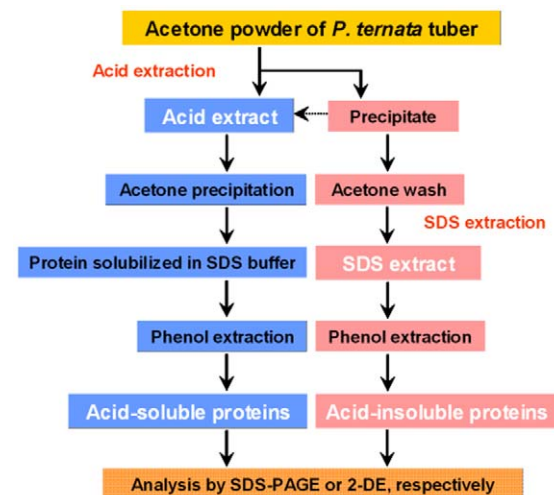 Acetone powder of P. ternata tuber
Acid extraction
Acid extract
Precipitate
Acetone precipitation
Acetone wash
SDS extraction
Protein solubilized in SDS buffer
SDS extract
Phenol extraction
Phenol extraction
Acid-soluble proteins
Acid-insoluble proteins
Analysis by SDS-PAGE or 2-DE, respectively